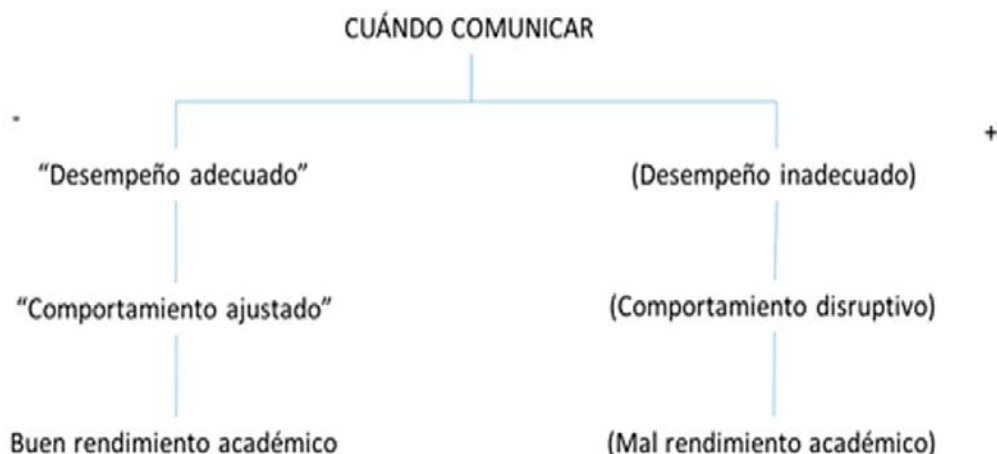 CUÁNDO COMUNICAR
-
+
“Desempeño adecuado”
(Desempeño inadecuado)
“Comportamiento ajustado”
(Comportamiento disruptivo)
Buen rendimiento académico
(Mal rendimiento académico)